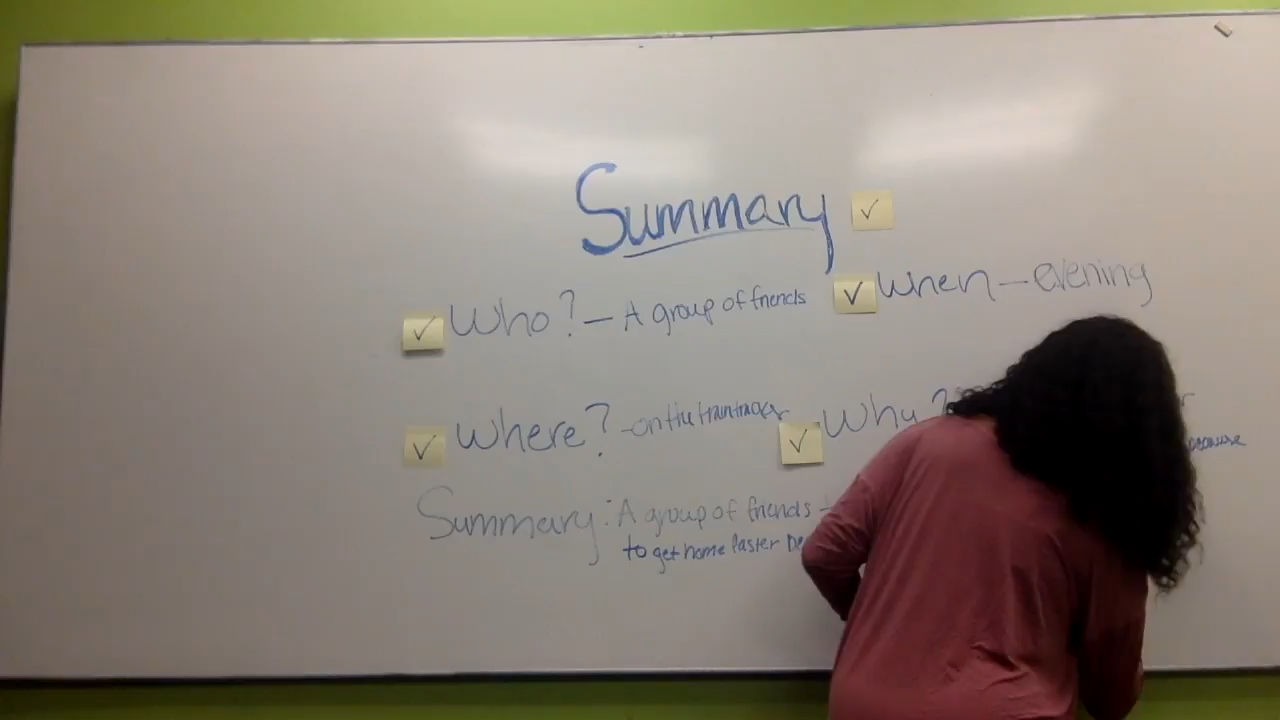 Summary ✓
✓ Who? - A group of friends
✓ When - evening
✓ Where? - on the train tracks
✓ Why?
because
Summary: A group of friends
to get home faster